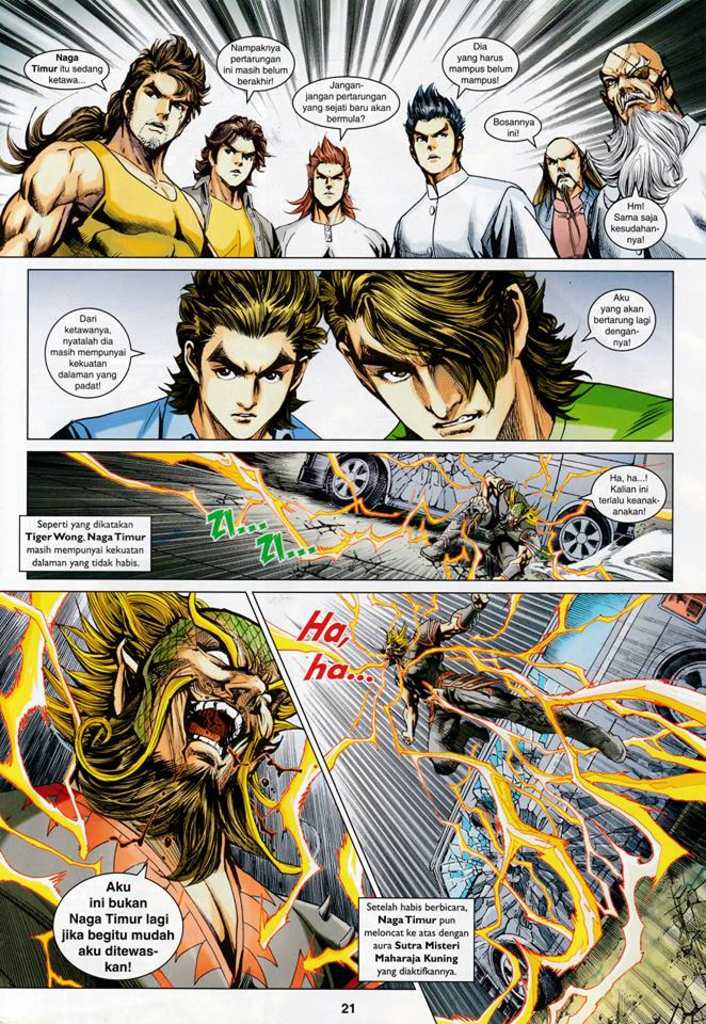 Naga
Timur itu sedang
ketawa...
Nampaknya
pertarungan
ini masih belum
berakhir!
Jangan-
jangan pertarungan
yang sejati baru akan
bermula?
Dia
yang harus
mampus belum
mampus!
Bosannya
ini!
Hm!
Sama saja
kesudahan-
nya!
Dari
ketawanya,
nyatalah dia
masih mempunyai
kekuatan
dalaman yang
padat!
Aku
yang akan
bertarung lagi
dengan-
nya!
Seperti yang dikatakan
Tiger Wong, Naga Timur
masih mempunyai kekuatan
dalaman yang tidak habis.
ZI...
ZI...
Ha, ha...!
Kalian ini
terlalu keanak-
anakan!
Ha,
ha...
Aku
ini bukan
Naga Timur lagi
jika begitu mudah
aku ditewas-
kan!
Setelah habis berbicara,
Naga Timur pun
meloncat ke atas dengan
aura Sutra Misteri
Maharaja Kuning
yang diaktifkannya.
21